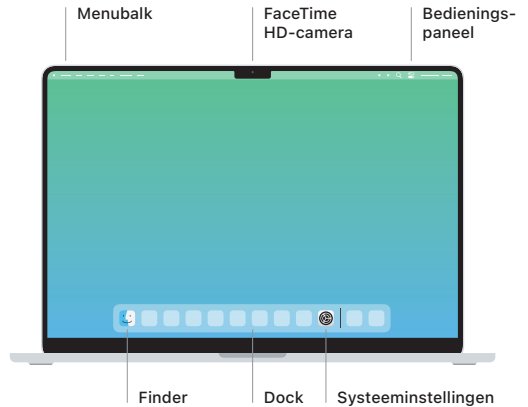 Menubalk
FaceTime
HD-camera
Bedienings-
paneel
Finder
Dock
Systeeminstellingen